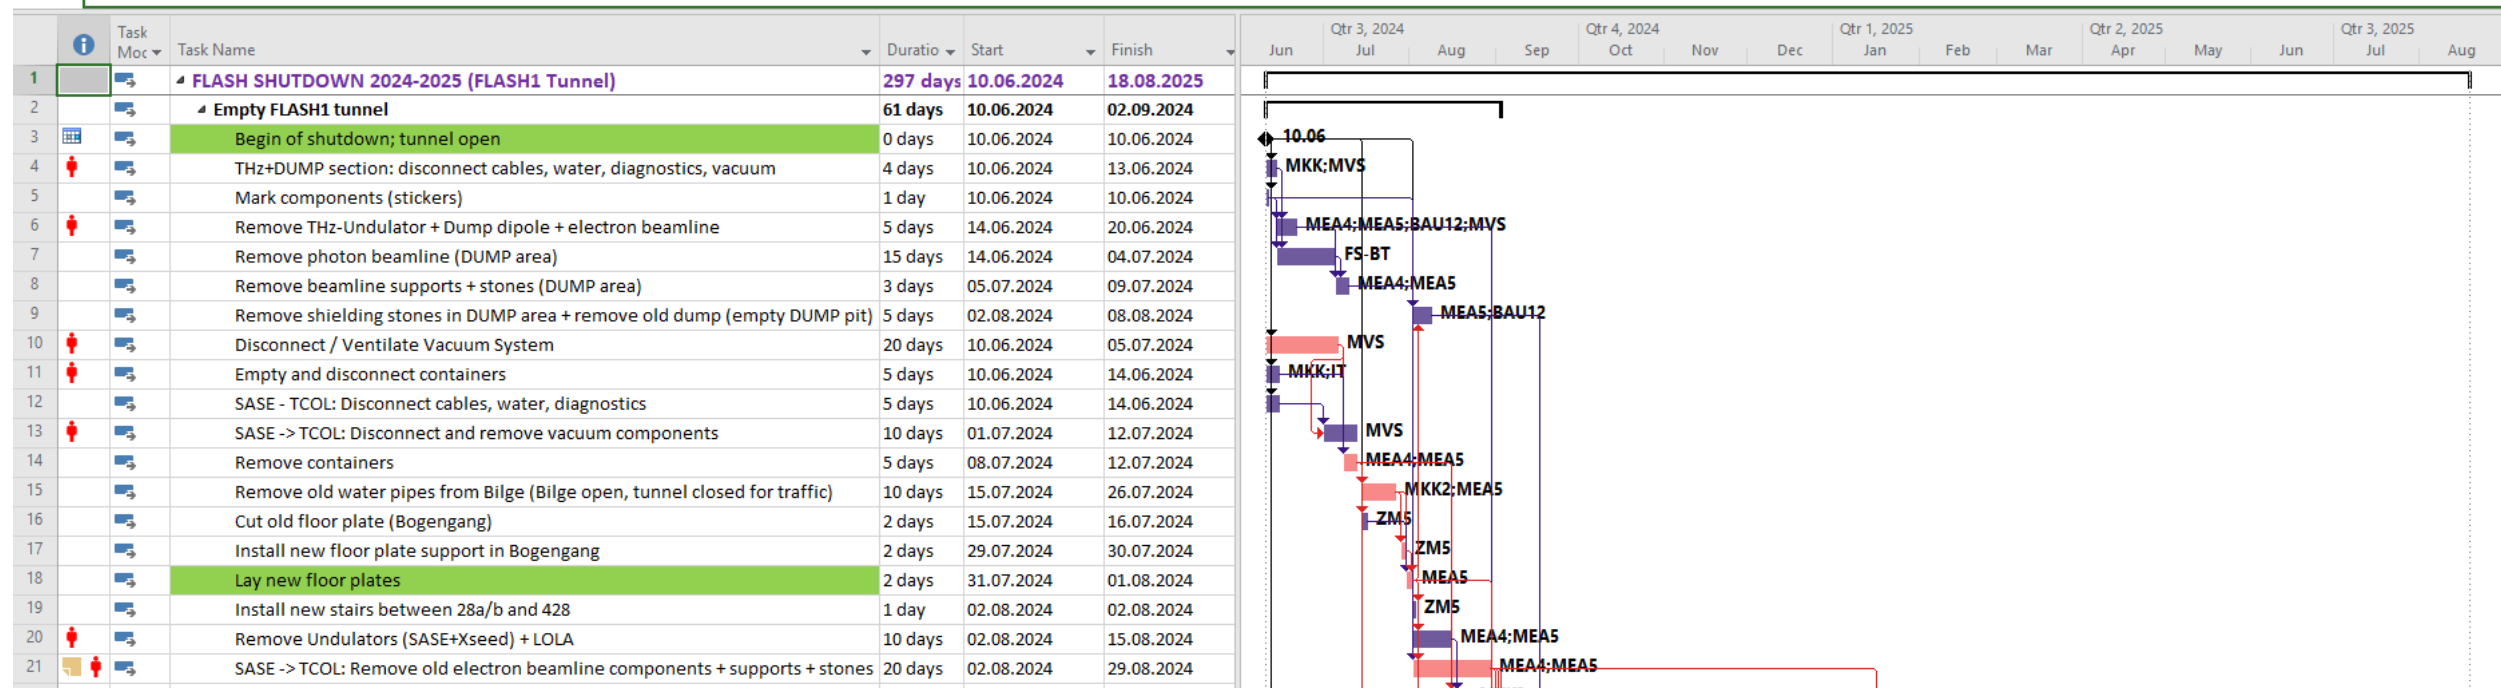 Qtr 3, 2024 Qtr 4, 2024 Qtr 1, 2025 Qtr 2, 2025 Qtr 3, 2025
Task
Moc Task Name Duratio Start Finish Jun Jul Aug Sep Oct Nov Dec Jan Feb Mar Apr May Jun Jul Aug
1 FLASH SHUTDOWN 2024-2025 (FLASH1 Tunnel) 297 days 10.06.2024 18.08.2025
2 Empty FLASH1 tunnel 61 days 10.06.2024 02.09.2024
3 Begin of shutdown; tunnel open 0 days 10.06.2024 10.06.2024 10.06
4 THz+DUMP section: disconnect cables, water, diagnostics, vacuum 4 days 10.06.2024 13.06.2024 MKK;MVS
5 Mark components (stickers) 1 day 10.06.2024 10.06.2024
6 Remove THz-Undulator + Dump dipole + electron beamline 5 days 14.06.2024 20.06.2024 MEA4;MEA5;BAU12;MVS
7 Remove photon beamline (DUMP area) 15 days 14.06.2024 04.07.2024 FS-BT
8 Remove beamline supports + stones (DUMP area) 3 days 05.07.2024 09.07.2024 MEA4;MEA5
9 Remove shielding stones in DUMP area + remove old dump (empty DUMP pit) 5 days 02.08.2024 08.08.2024 MEA5;BAU12
10 Disconnect / Ventilate Vacuum System 20 days 10.06.2024 05.07.2024 MVS
11 Empty and disconnect containers 5 days 10.06.2024 14.06.2024 MKK;IT
12 SASE - TCOL: Disconnect cables, water, diagnostics 5 days 10.06.2024 14.06.2024
13 SASE -> TCOL: Disconnect and remove vacuum components 10 days 01.07.2024 12.07.2024 MVS
14 Remove containers 5 days 08.07.2024 12.07.2024 MEA4;MEA5
15 Remove old water pipes from Bilge (Bilge open, tunnel closed for traffic) 10 days 15.07.2024 26.07.2024 MKK2;MEA5
16 Cut old floor plate (Bogengang) 2 days 15.07.2024 16.07.2024 ZM5
17 Install new floor plate support in Bogengang 2 days 29.07.2024 30.07.2024 ZM5
18 Lay new floor plates 2 days 31.07.2024 01.08.2024 MEA5
19 Install new stairs between 28a/b and 428 1 day 02.08.2024 02.08.2024 ZM5
20 Remove Undulators (SASE+Xseed) + LOLA 10 days 02.08.2024 15.08.2024 MEA4;MEA5
21 SASE -> TCOL: Remove old electron beamline components + supports + stones 20 days 02.08.2024 29.08.2024 MEA4;MEA5